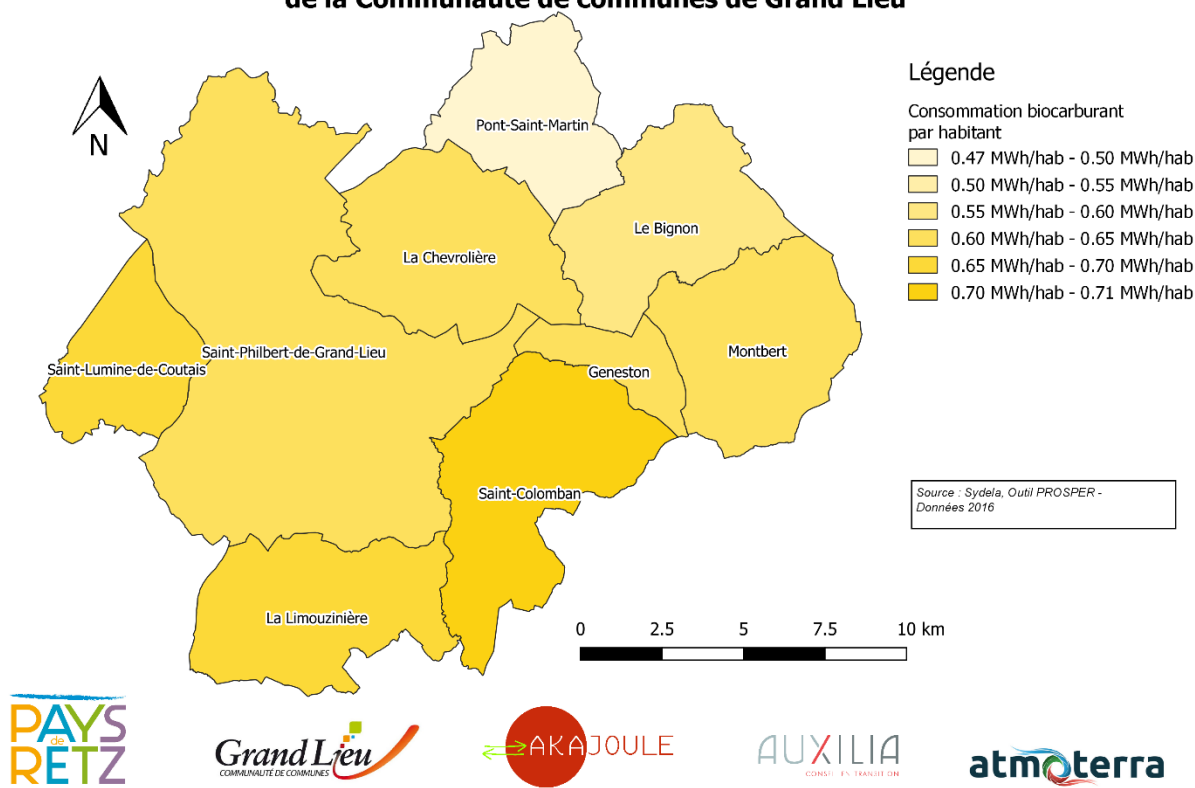 de la Communauté de communes de Grand Lieu
N
Pont-Saint-Martin
Le Bignon
La Chevrolière
Saint-Philbert-de-Grand-Lieu
Saint-Lumine-de-Coutais
Montbert
Geneston
Saint-Colomban
La Limouzinière
Légende
Consommation biocarburant
par habitant
0.47 MWh/hab - 0.50 MWh/hab
0.50 MWh/hab - 0.55 MWh/hab
0.55 MWh/hab - 0.60 MWh/hab
0.60 MWh/hab - 0.65 MWh/hab
0.65 MWh/hab - 0.70 MWh/hab
0.70 MWh/hab - 0.71 MWh/hab
Source : Sydela, Outil PROSPER -
Données 2016
0 2.5 5 7.5 10 km
PAYS
de
RETZ
Grand Lieu
COMMUNAUTÉ DE COMMUNES
AKAJOULE
AUXILIA
CONSEIL EN TRANSITION
atmoterra